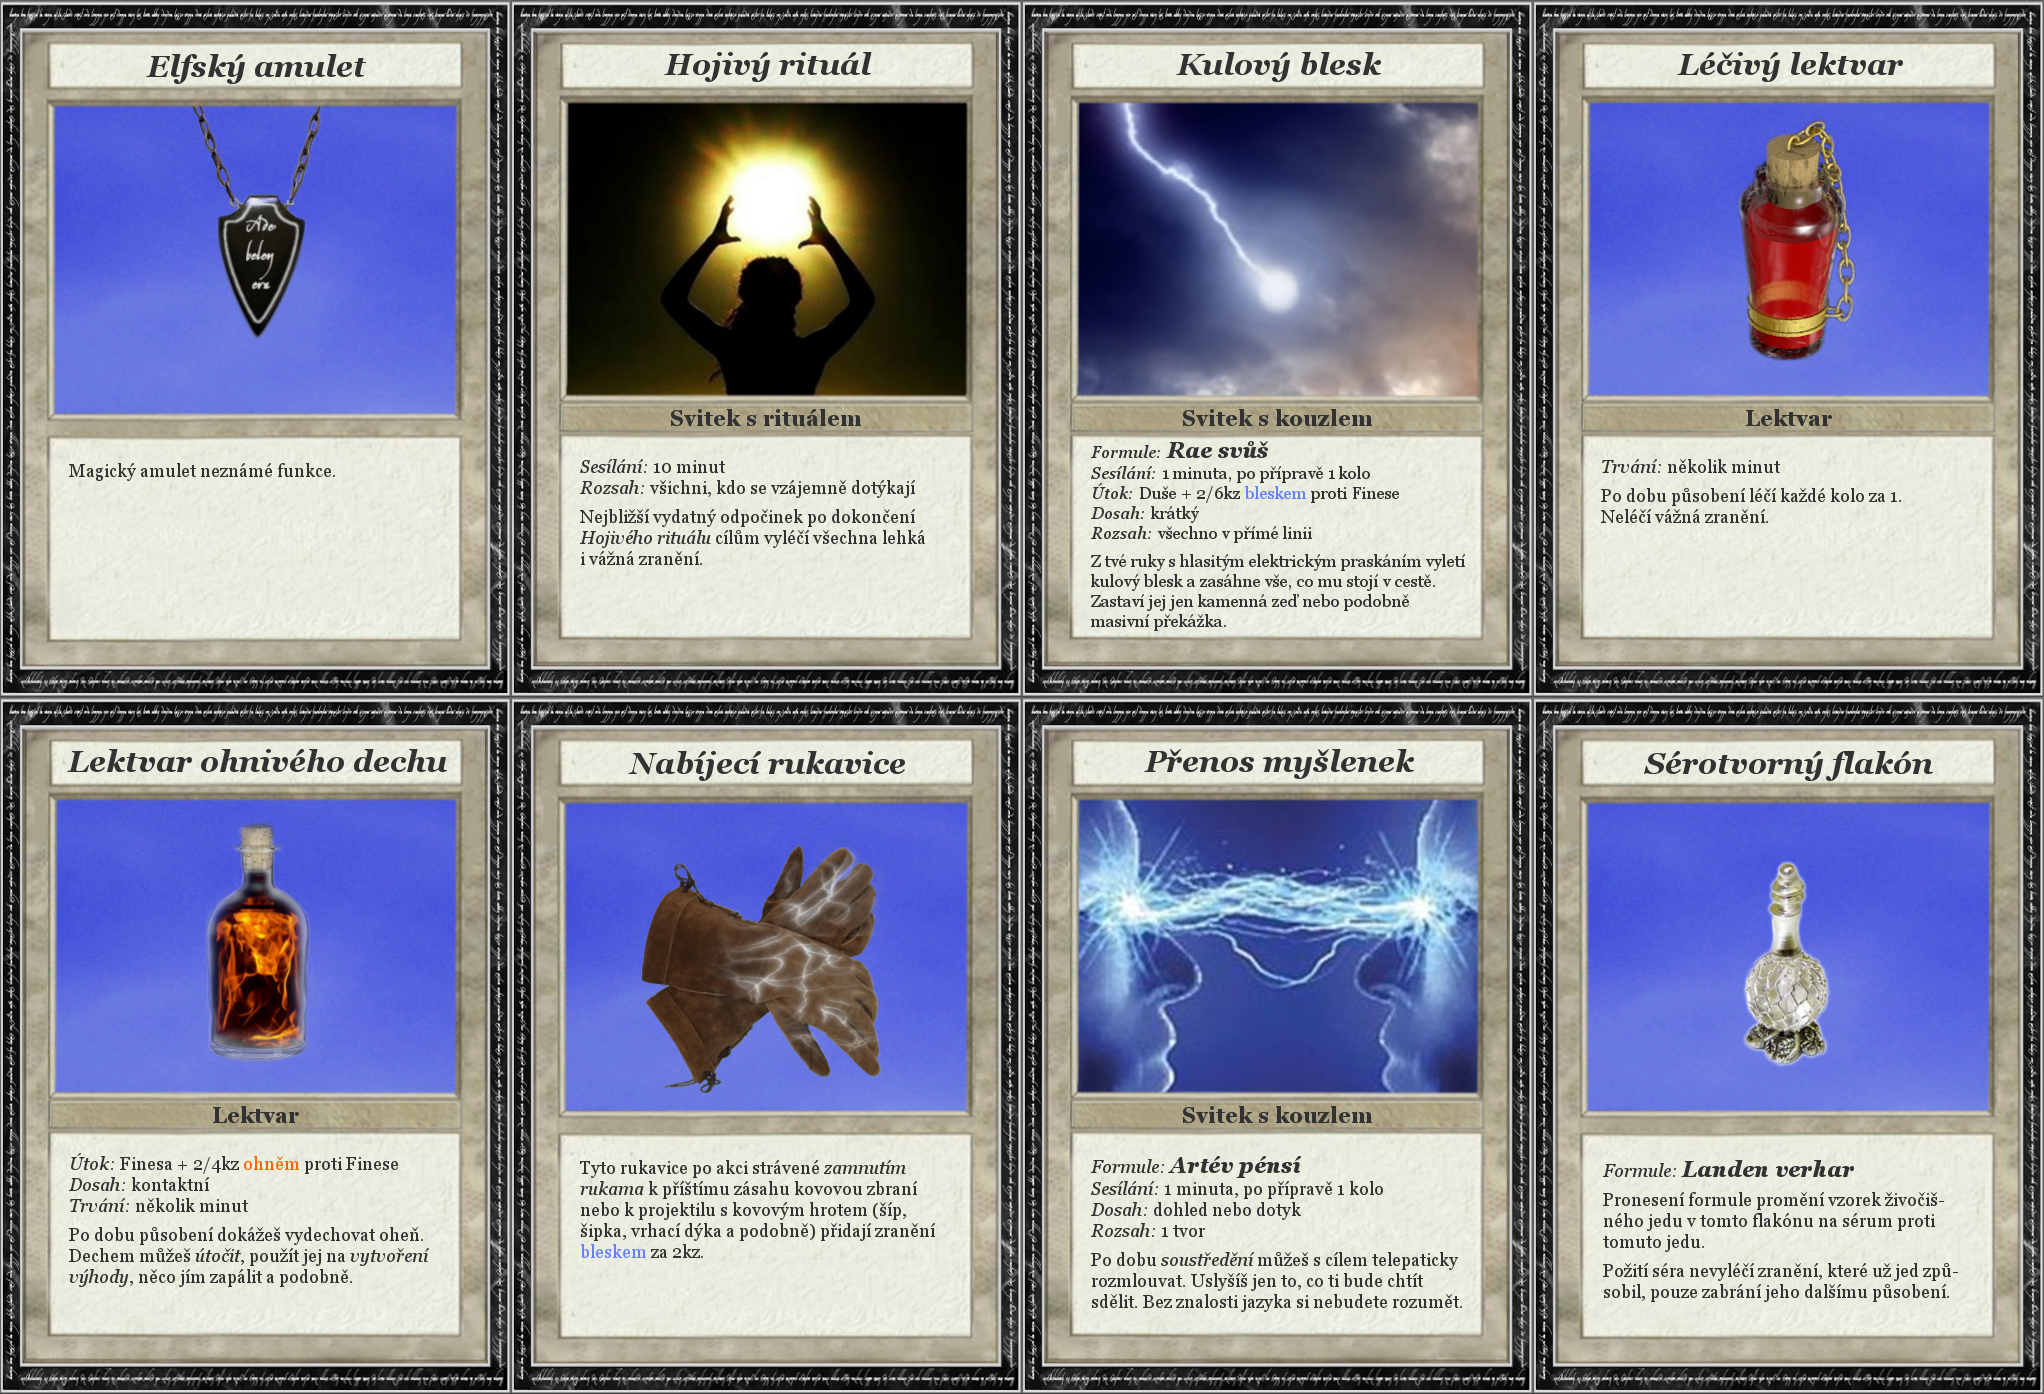 Elfský amulet
Ade
beley
era
Magický amulet neznámé funkce.
Hojivý rituál
Svitek s rituálem
Sesílání: 10 minut
Rozsah: všichni, kdo se vzájemně dotýkají
Nejbližší vydatný odpočinek po dokončení
Hojivého rituálu cílům vyléčí všechna lehká
i vážná zranění.
Kulový blesk
Svitek s kouzlem
Formule: Rae svůš
Sesílání: 1 minuta, po přípravě 1 kolo
Útok: Duše + 2/6kz bleskem proti Finese
Dosah: krátký
Rozsah: všechno v přímé linii
Z tvé ruky s hlasitým elektrickým praskáním vyletí
kulový blesk a zasáhne vše, co mu stojí v cestě.
Zastaví jej jen kamenná zeď nebo podobně
masivní překážka.
Léčivý lektvar
Lektvar
Trvání: několik minut
Po dobu působení léčí každé kolo za 1.
Neléčí vážná zranění.
Lektvar ohnivého dechu
Lektvar
Útok: Finesa + 2/4kz ohněm proti Finese
Dosah: kontaktní
Trvání: několik minut
Po dobu působení dokážeš vydechovat oheň.
Dechem můžeš útočit, použít jej na vytvoření
výhody, něco jím zapálit a podobně.
Nabíjecí rukavice
Tyto rukavice po akci strávené zamnutím
rukama k příštímu zásahu kovovou zbraní
nebo k projektilu s kovovým hrotem (šíp,
šipka, vrhací dýka a podobně) přidají zranění
bleskem za 2kz.
Přenos myšlenek
Svitek s kouzlem
Formule: Artév pénsí
Sesílání: 1 minuta, po přípravě 1 kolo
Dosah: dohled nebo dotyk
Rozsah: 1 tvor
Po dobu soustředění můžeš s cílem telepaticky
rozmlouvat. Uslyšíš jen to, co ti bude chtít
sdělit. Bez znalosti jazyka si nebudete rozumět.
Sérotvorný flakón
Formule: Landen verhar
Pronesení formule promění vzorek živočiš-
ného jedu v tomto flakónu na sérum proti
tomuto jedu.
Požití séra nevyléčí zranění, které už jed způ-
sobil, pouze zabrání jeho dalšímu působení.